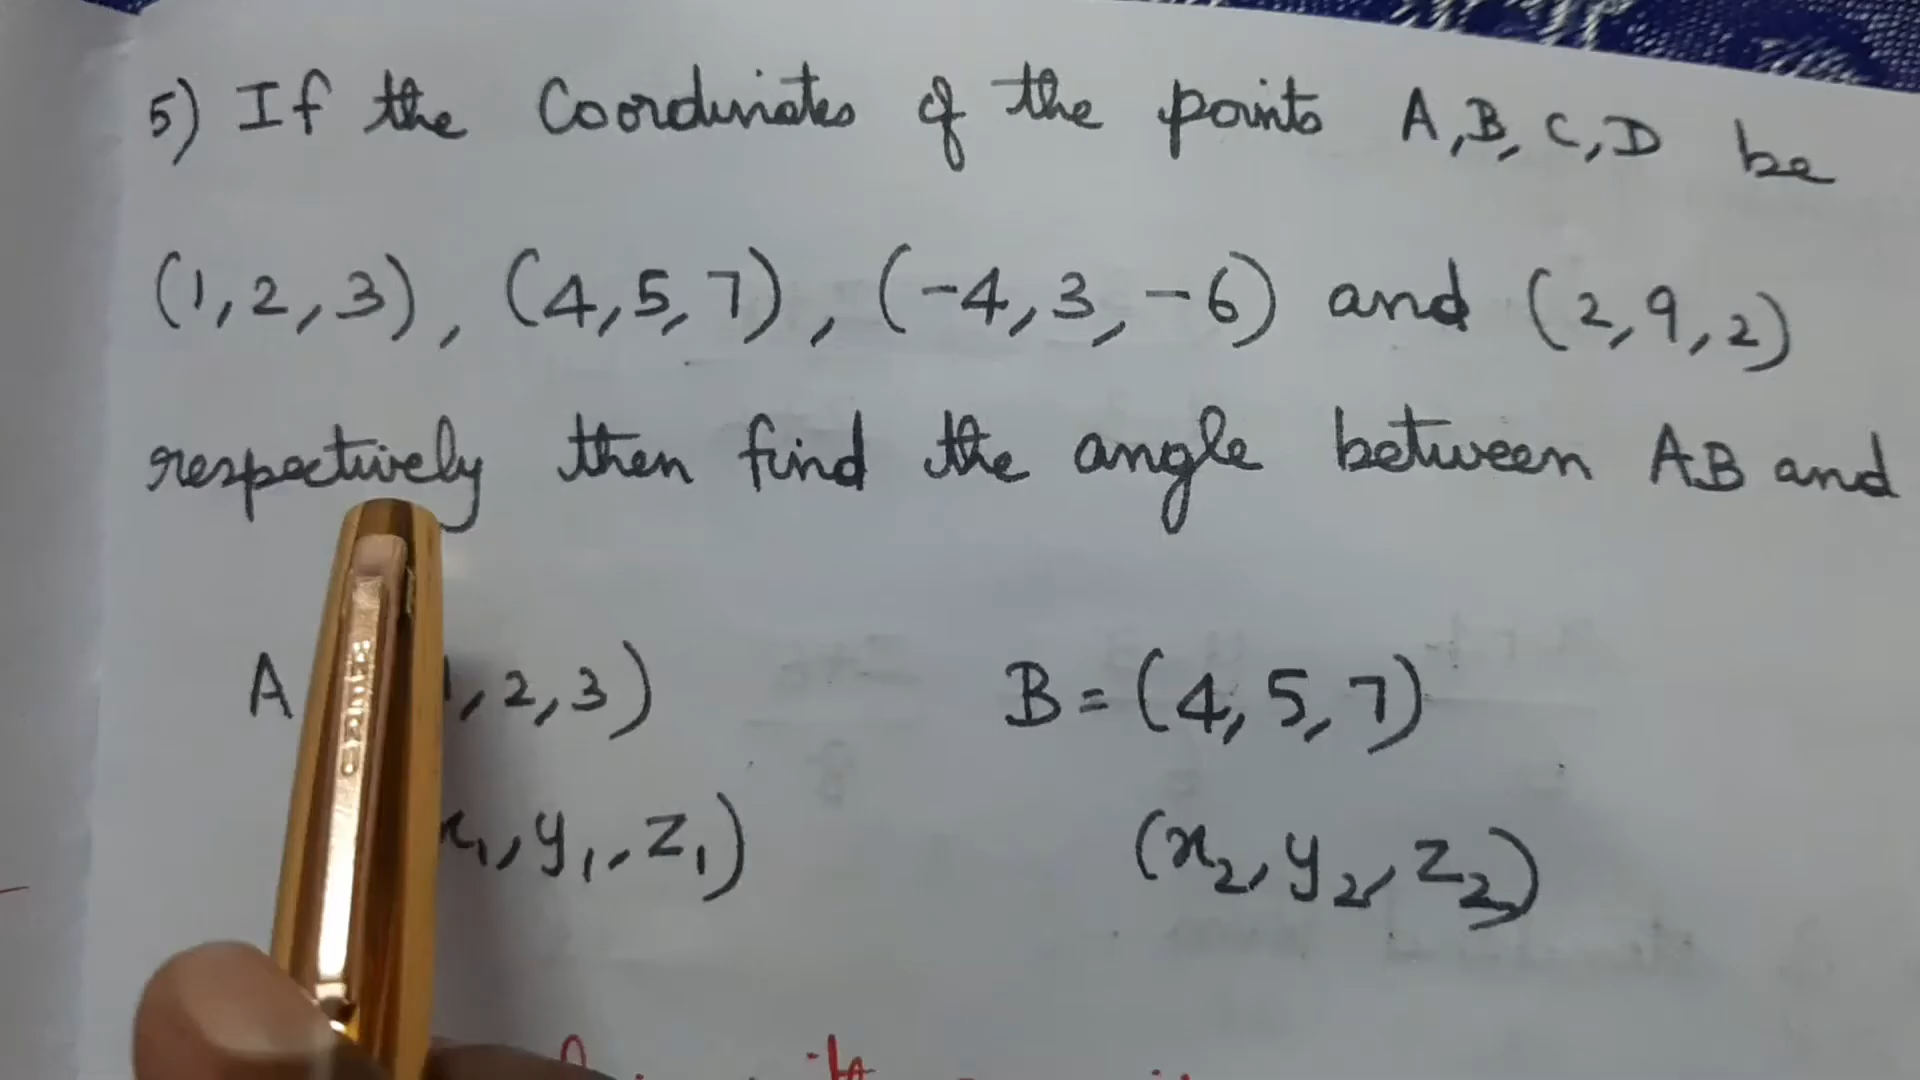 5) If the Coordinates of the points A, B, C, D be
(1, 2, 3), (4, 5, 7), (-4, 3, -6) and (2, 9, 2)
respectively then find the angle between AB and
A 1, 2, 3) B = (4, 5, 7)
x₁, y₁, z₁) (x₂, y₂, z₂)